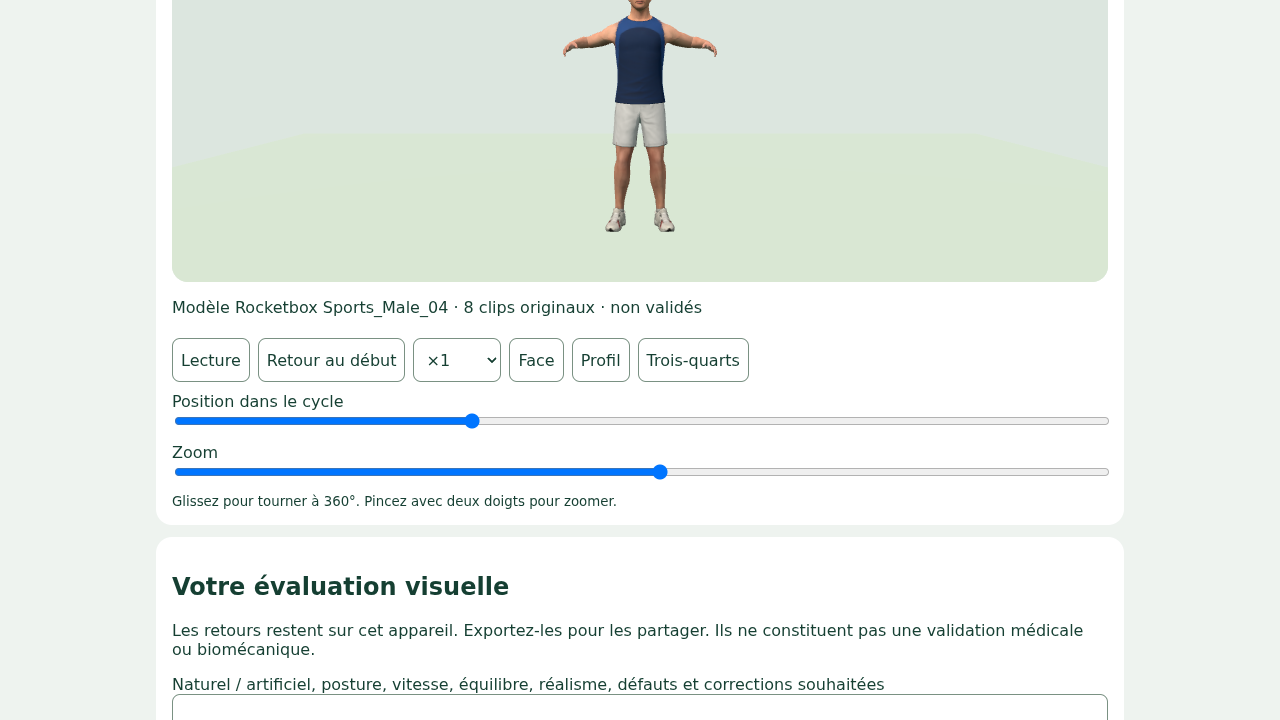 Modèle Rocketbox Sports_Male_04 · 8 clips originaux · non validés
Lecture Retour au début ×1 Face Profil Trois-quarts
Position dans le cycle
Zoom
Glissez pour tourner à 360°. Pincez avec deux doigts pour zoomer.
Votre évaluation visuelle
Les retours restent sur cet appareil. Exportez-les pour les partager. Ils ne constituent pas une validation médicale
ou biomécanique.
Naturel / artificiel, posture, vitesse, équilibre, réalisme, défauts et corrections souhaitées